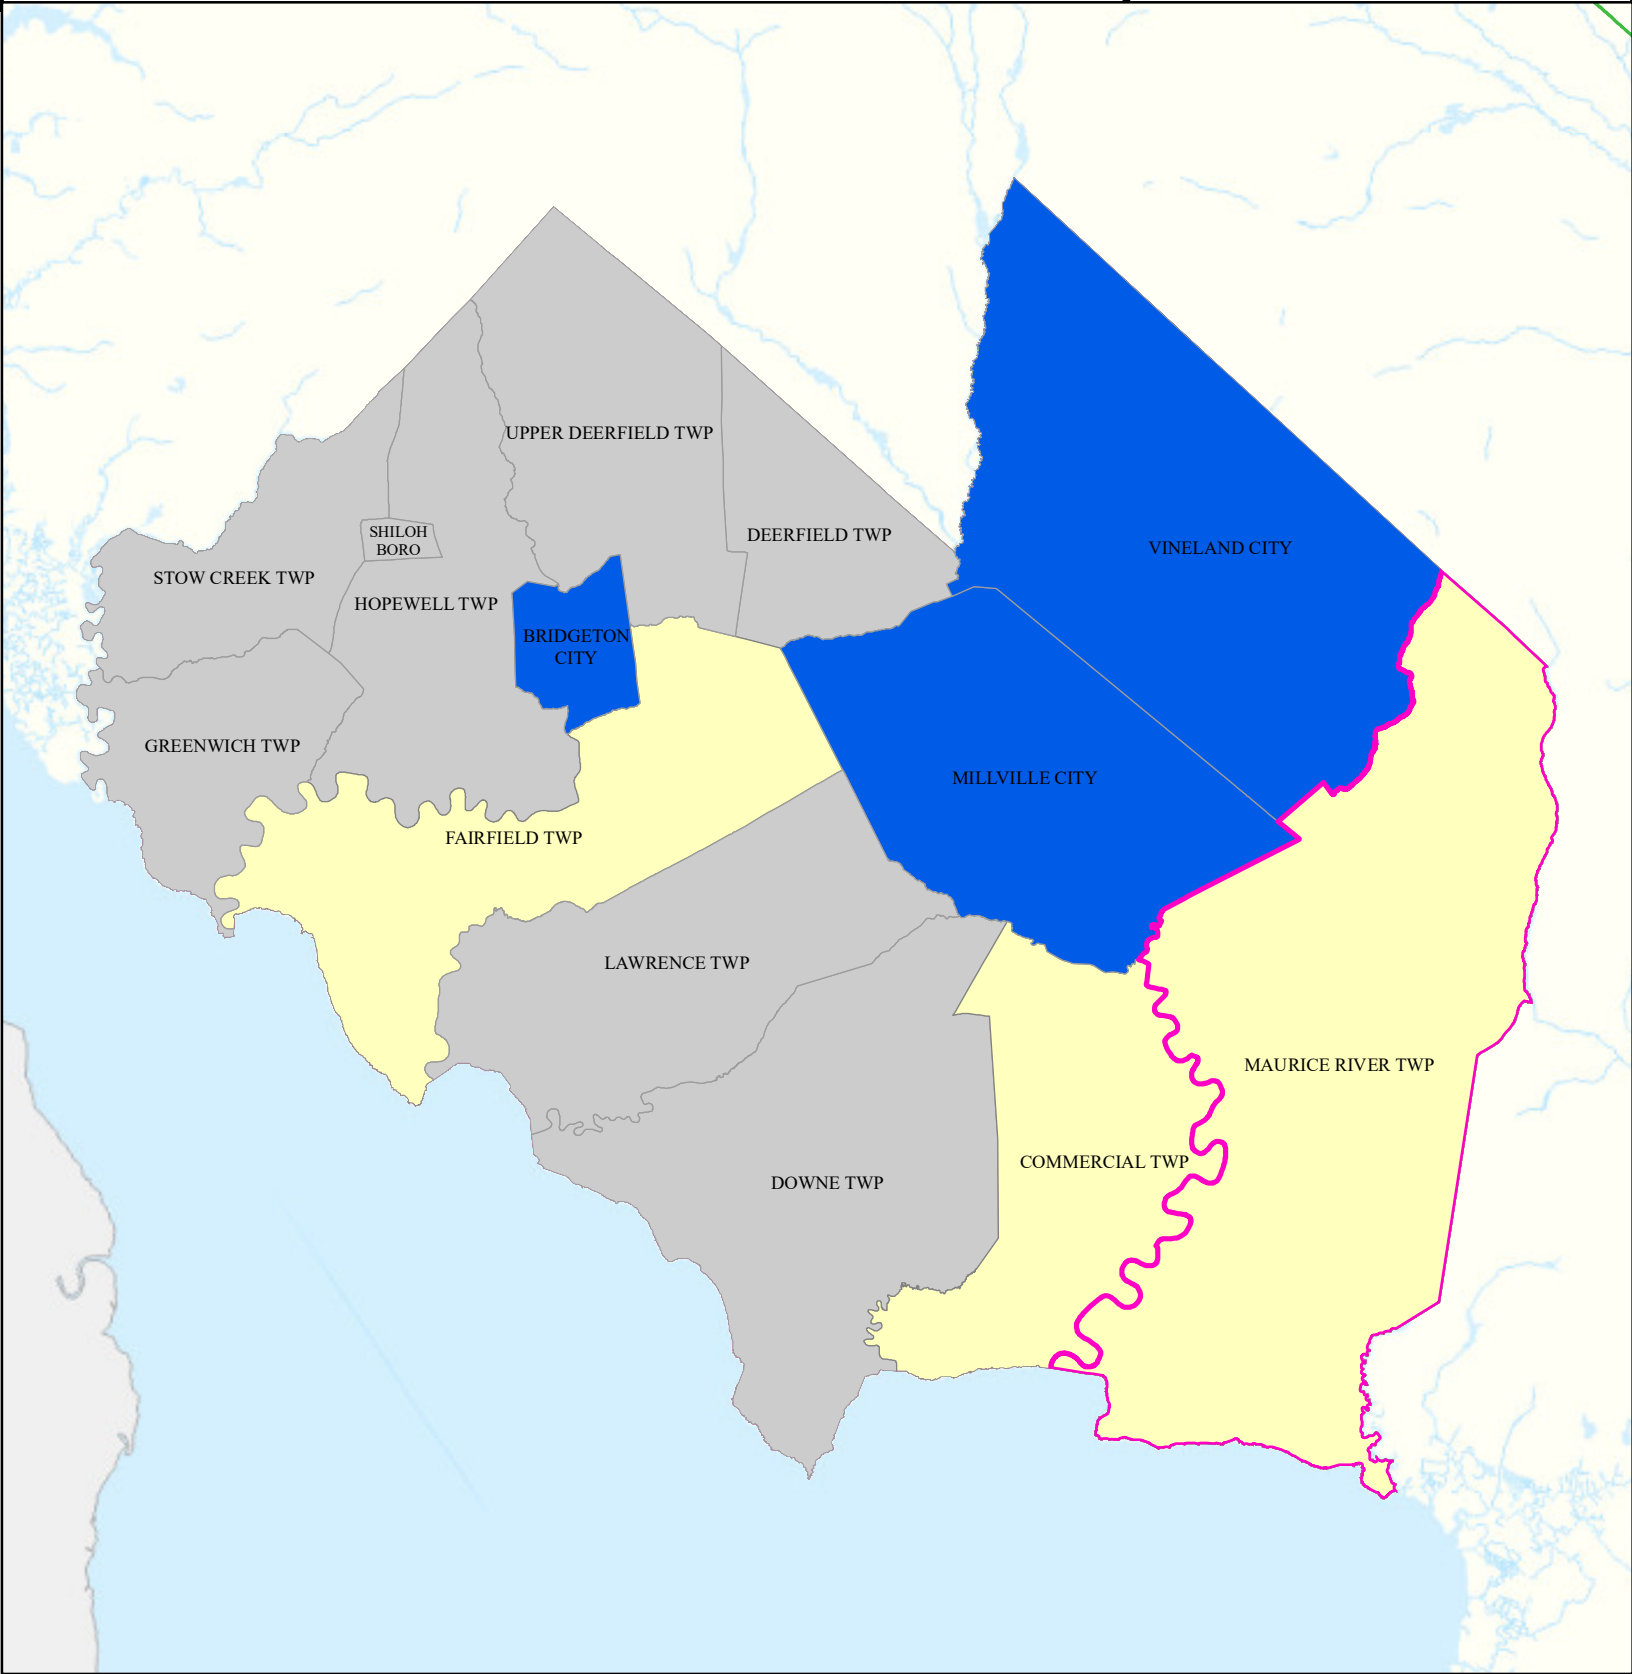 UPPER DEERFIELD TWP
DEERFIELD TWP
SHILOH
BORO
VINELAND CITY
STOW CREEK TWP
HOPEWELL TWP
BRIDGETON
CITY
GREENWICH TWP
MILLVILLE CITY
FAIRFIELD TWP
LAWRENCE TWP
MAURICE RIVER TWP
COMMERCIAL TWP
DOWNE TWP